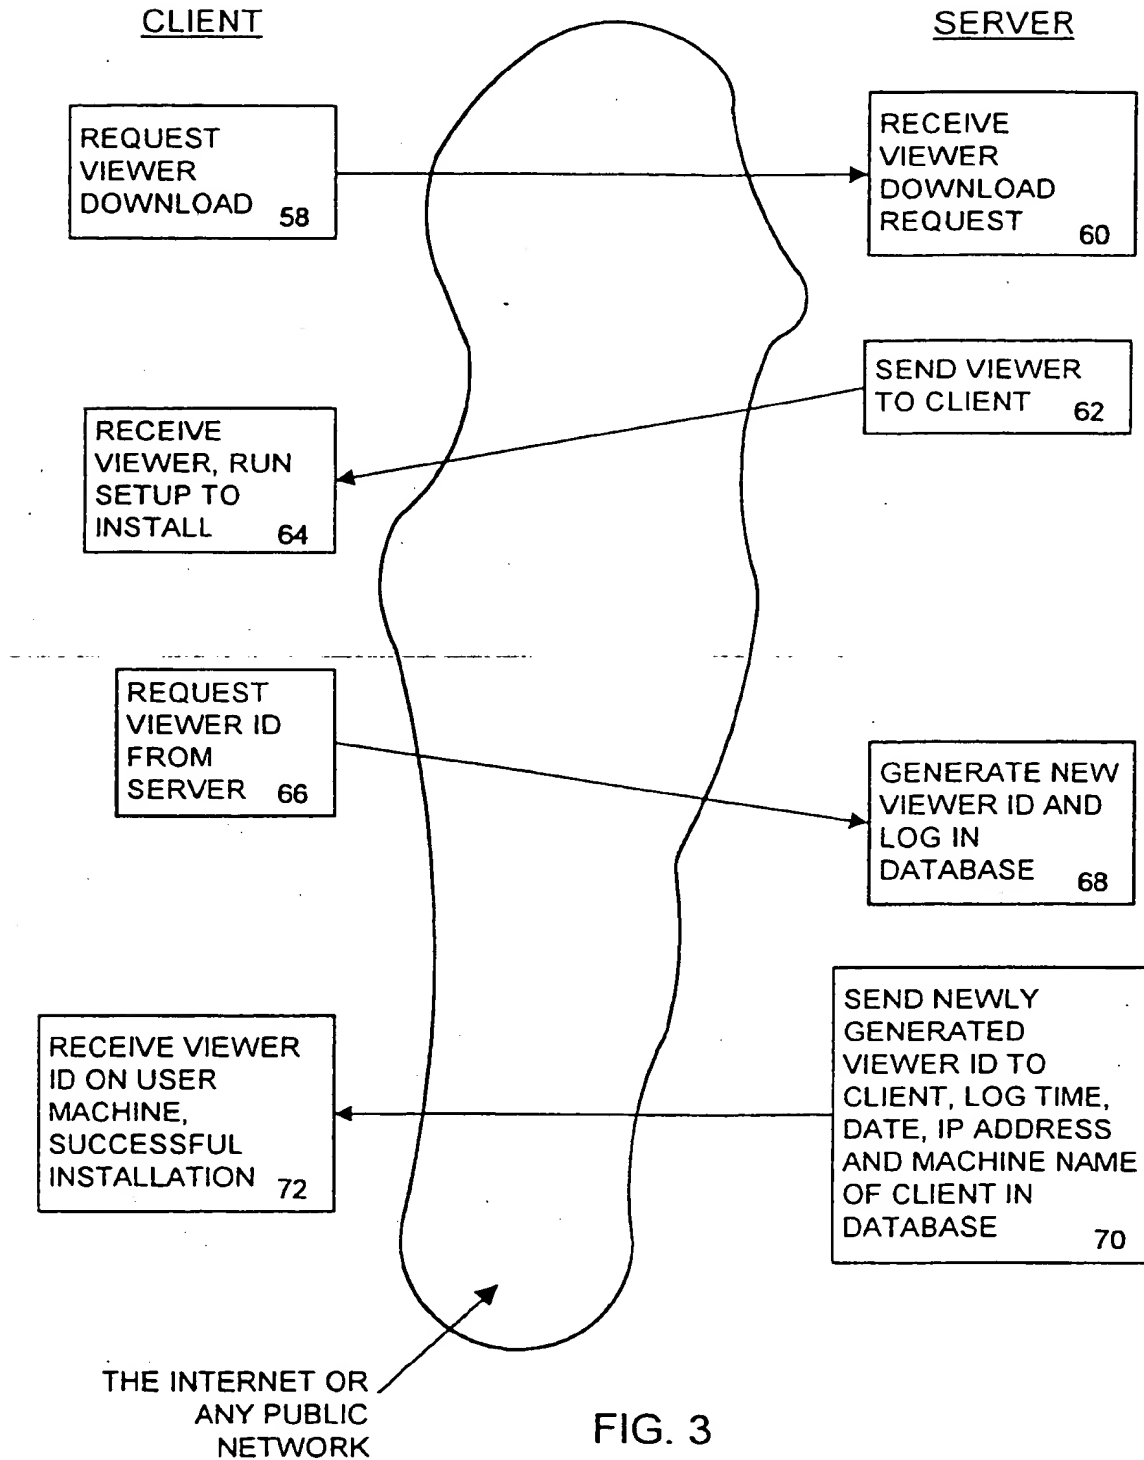 CLIENT
SERVER
REQUEST
VIEWER
DOWNLOAD 58
RECEIVE
VIEWER
DOWNLOAD
REQUEST 60
SEND VIEWER
TO CLIENT 62
RECEIVE
VIEWER, RUN
SETUP TO
INSTALL 64
REQUEST
VIEWER ID
FROM
SERVER 66
GENERATE NEW
VIEWER ID AND
LOG IN
DATABASE 68
SEND NEWLY
GENERATED
VIEWER ID TO
CLIENT, LOG TIME,
DATE, IP ADDRESS
AND MACHINE NAME
OF CLIENT IN
DATABASE 70
RECEIVE VIEWER
ID ON USER
MACHINE,
SUCCESSFUL
INSTALLATION 72
THE INTERNET OR
ANY PUBLIC
NETWORK
FIG. 3